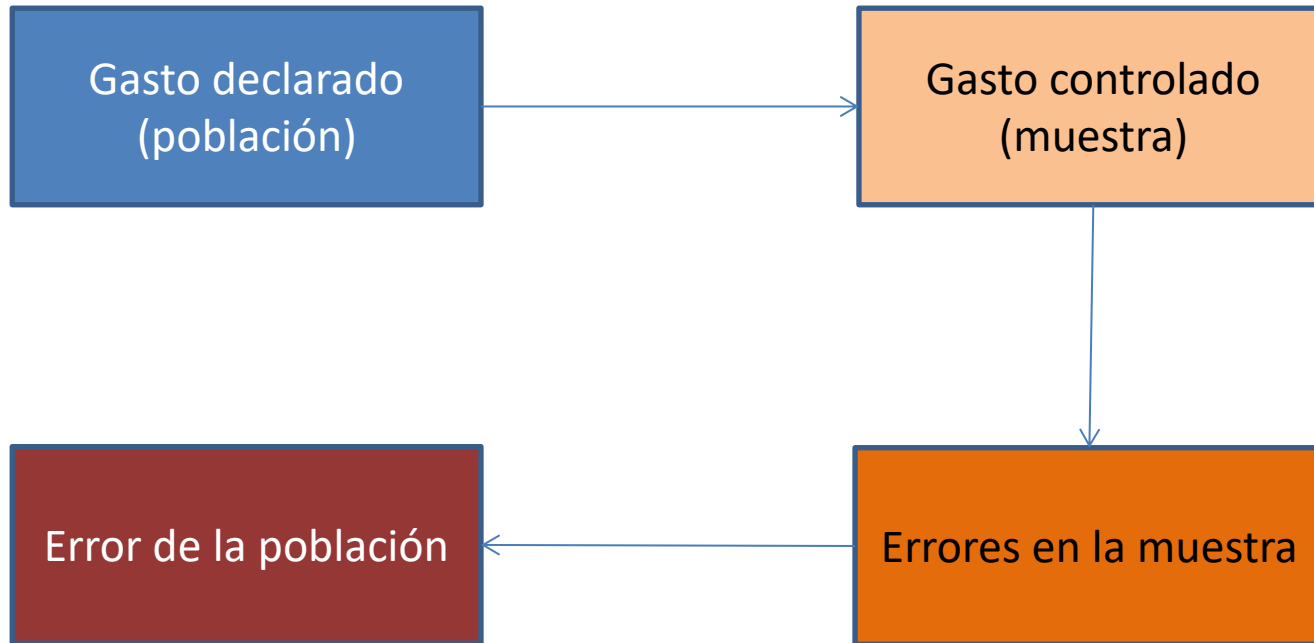 Gasto declarado
(población)
Gasto controlado
(muestra)
Error de la población
Errores en la muestra